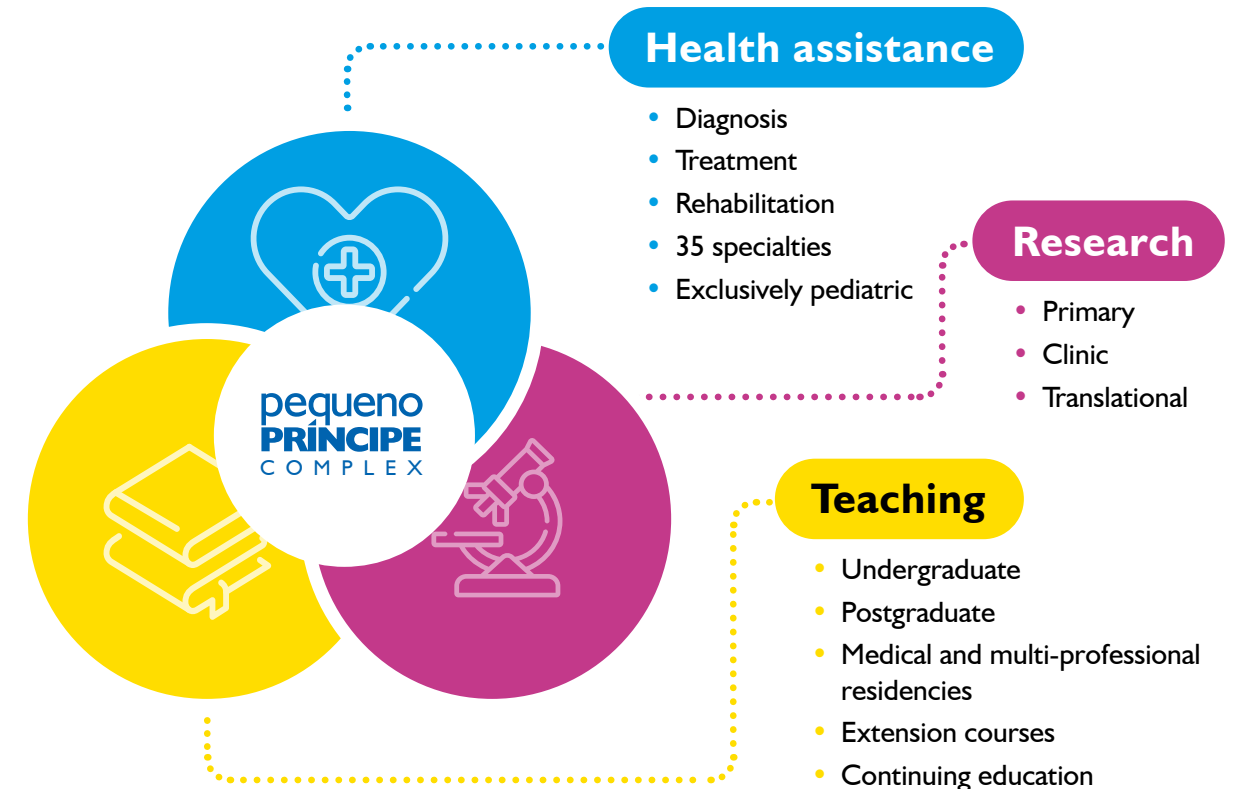 Health assistance
• Diagnosis
• Treatment
• Rehabilitation
• 35 specialties
• Exclusively pediatric
Research
• Primary
• Clinic
• Translational
pequeno
PRÍNCIPE
COMPLEX
Teaching
• Undergraduate
• Postgraduate
• Medical and multi-professional
residencies
• Extension courses
• Continuing education